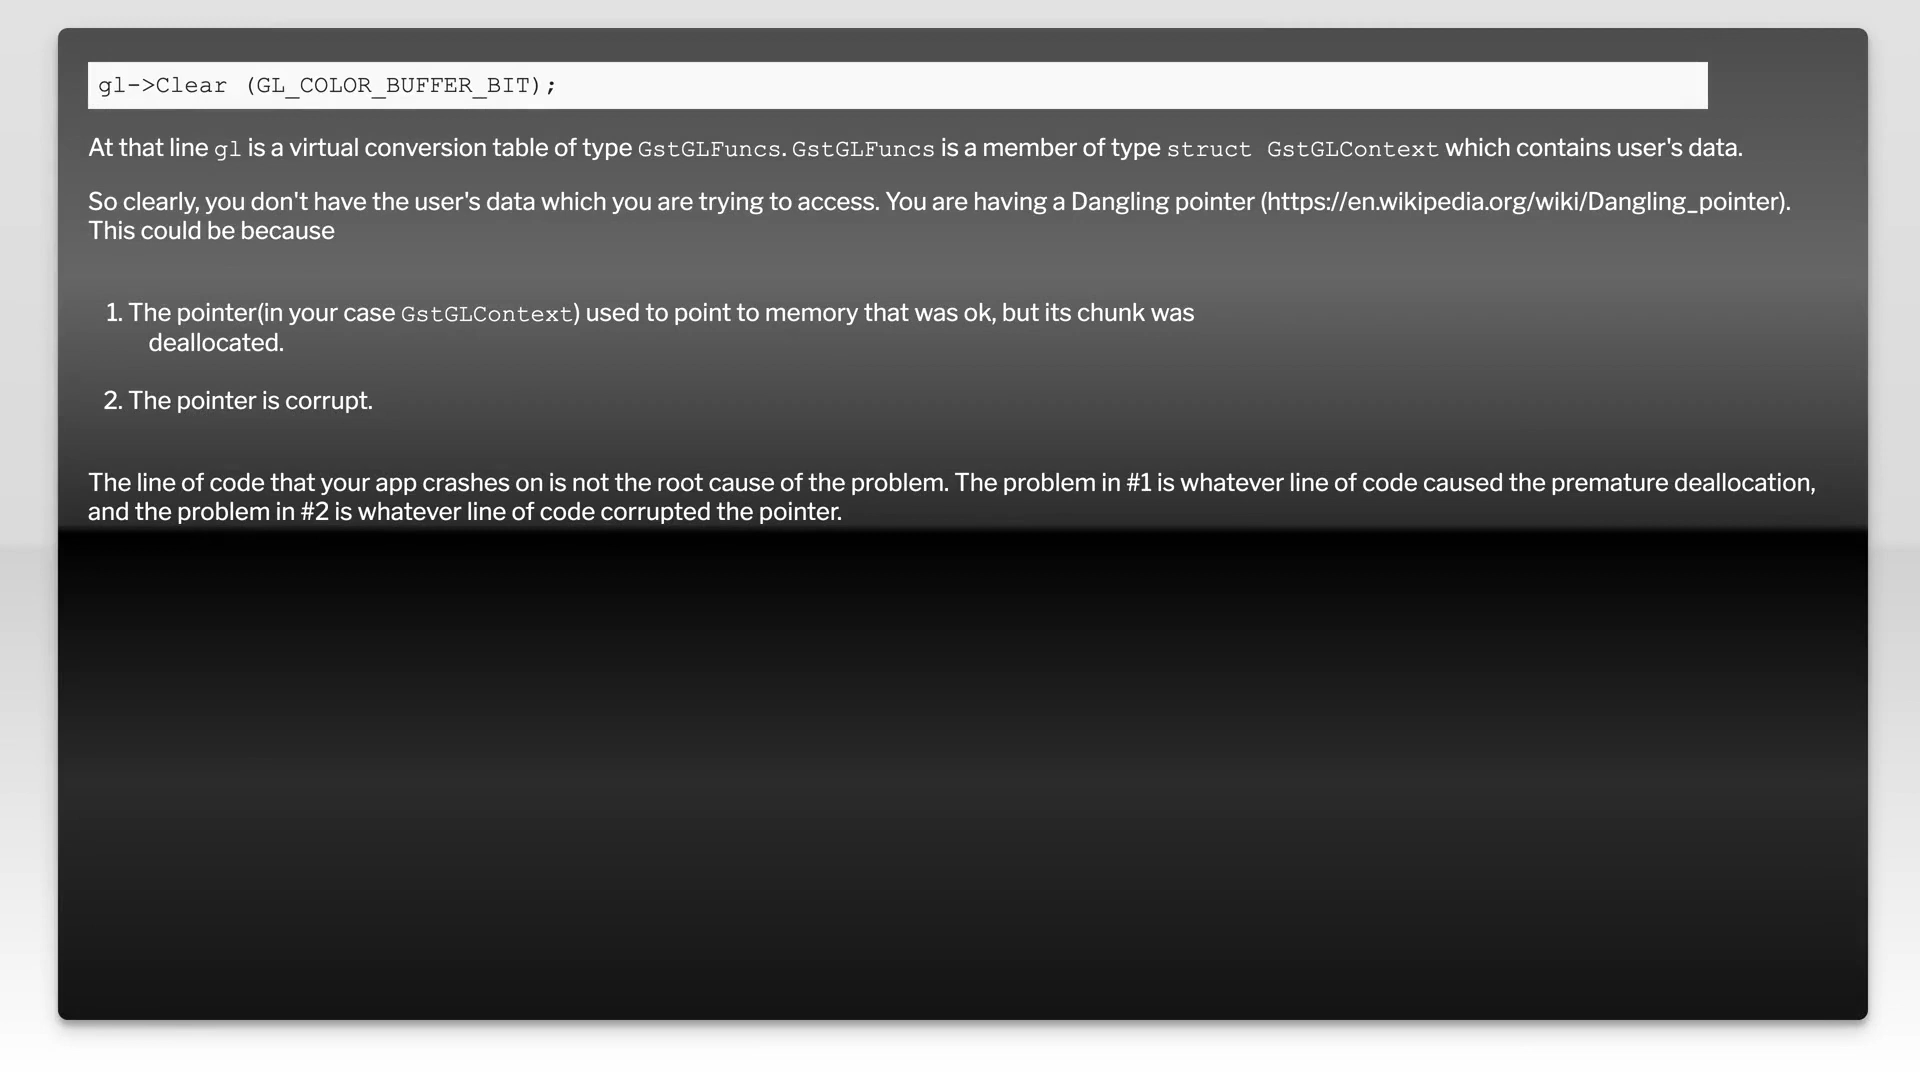 gl->Clear (GL_COLOR_BUFFER_BIT);
At that line gl is a virtual conversion table of type GstGLFuncs. GstGLFuncs is a member of type struct GstGLContext which contains user's data.
So clearly, you don't have the user's data which you are trying to access. You are having a Dangling pointer (https://en.wikipedia.org/wiki/Dangling_pointer).
This could be because
1. The pointer(in your case GstGLContext) used to point to memory that was ok, but its chunk was
deallocated.
2. The pointer is corrupt.
The line of code that your app crashes on is not the root cause of the problem. The problem in #1 is whatever line of code caused the premature deallocation,
and the problem in #2 is whatever line of code corrupted the pointer.